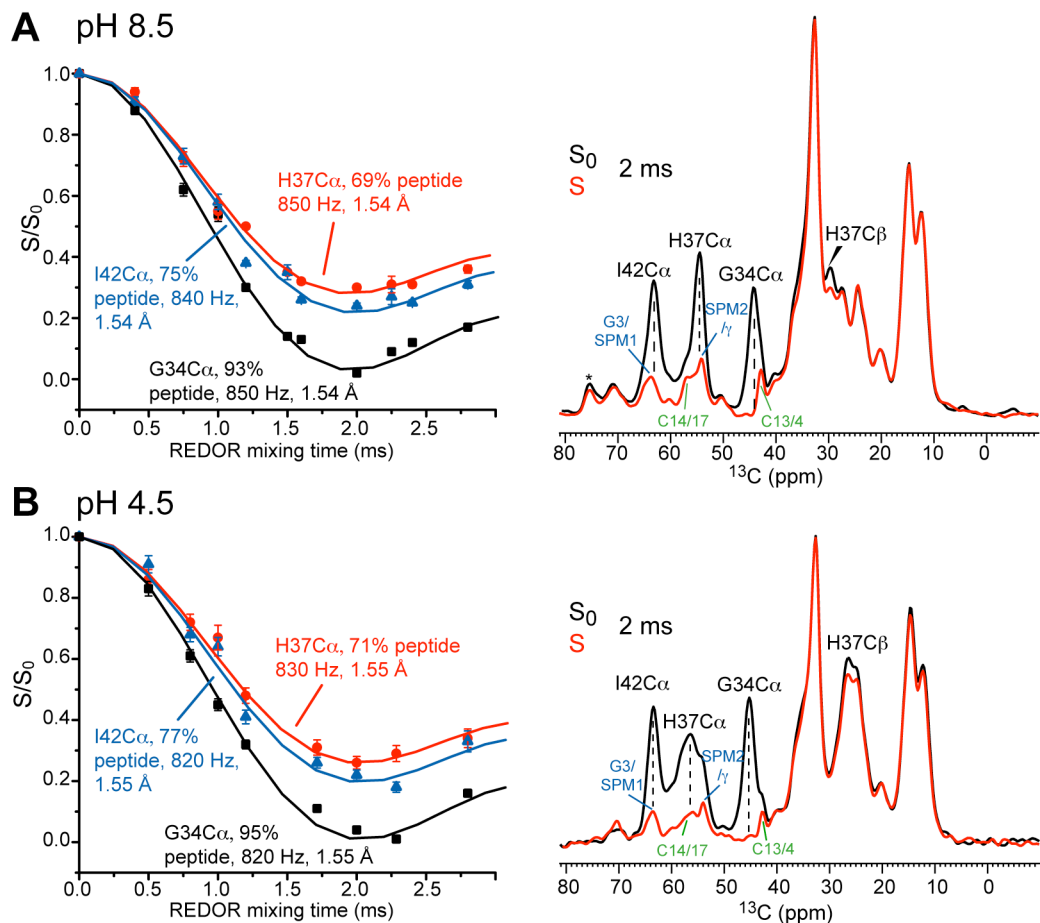 A pH 8.5
1.0
0.8
0.6
0.4
0.2
0.0
S/S0
H37Cα, 69% peptide
850 Hz, 1.54 Å
I42Cα, 75%
peptide, 840 Hz,
1.54 Å
G34Cα, 93%
peptide, 850 Hz, 1.54 Å
0.0 0.5 1.0 1.5 2.0 2.5
REDOR mixing time (ms)
S0
S
2 ms
I42Cα
H37Cα
G34Cα
H37Cβ
G3/
SPM1
SPM2
/γ
*
C14/17
C13/4
80 70 60 50 40 30 20 10 0
13C (ppm)
B pH 4.5
1.0
0.8
0.6
0.4
0.2
0.0
S/S0
H37Cα, 71% peptide
830 Hz, 1.55 Å
I42Cα, 77%
peptide, 820 Hz,
1.55 Å
G34Cα, 95%
peptide, 820 Hz, 1.55 Å
0.0 0.5 1.0 1.5 2.0 2.5
REDOR mixing time (ms)
S0
S
2 ms
I42Cα
H37Cα
G34Cα
H37Cβ
G3/
SPM1
SPM2
/γ
C14/17
C13/4
80 70 60 50 40 30 20 10 0
13C (ppm)